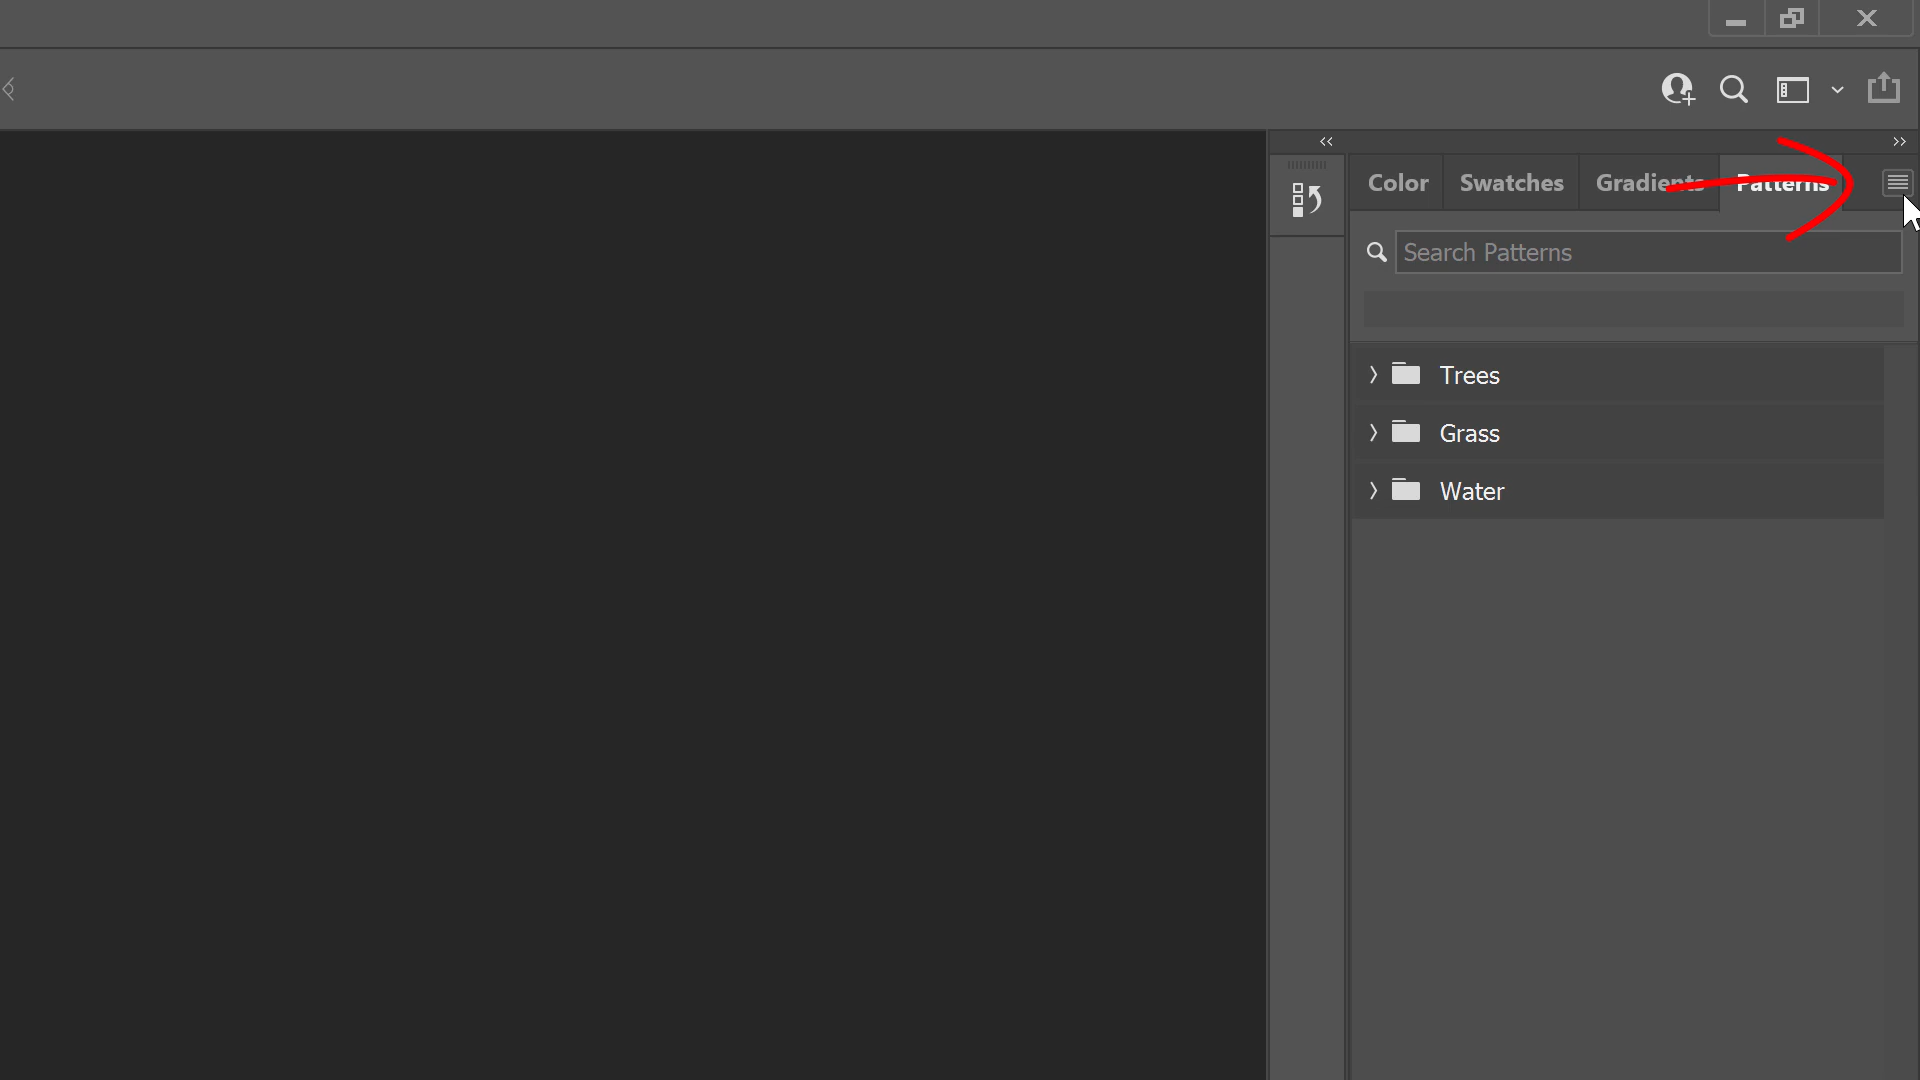 Color Swatches Gradients Patterns
Search Patterns
Trees
Grass
Water